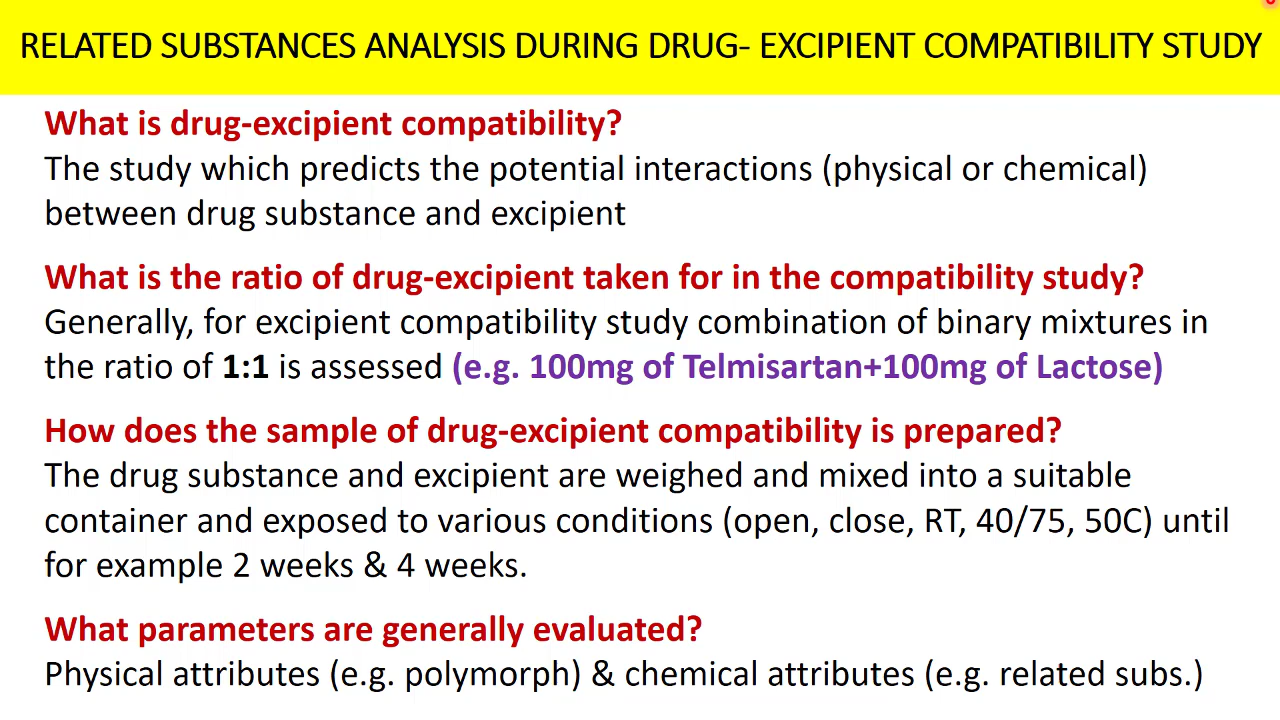 RELATED SUBSTANCES ANALYSIS DURING DRUG- EXCIPIENT COMPATIBILITY STUDY
What is drug-excipient compatibility?
The study which predicts the potential interactions (physical or chemical)
between drug substance and excipient
What is the ratio of drug-excipient taken for in the compatibility study?
Generally, for excipient compatibility study combination of binary mixtures in
the ratio of 1:1 is assessed (e.g. 100mg of Telmisartan+100mg of Lactose)
How does the sample of drug-excipient compatibility is prepared?
The drug substance and excipient are weighed and mixed into a suitable
container and exposed to various conditions (open, close, RT, 40/75, 50C) until
for example 2 weeks & 4 weeks.
What parameters are generally evaluated?
Physical attributes (e.g. polymorph) & chemical attributes (e.g. related subs.)